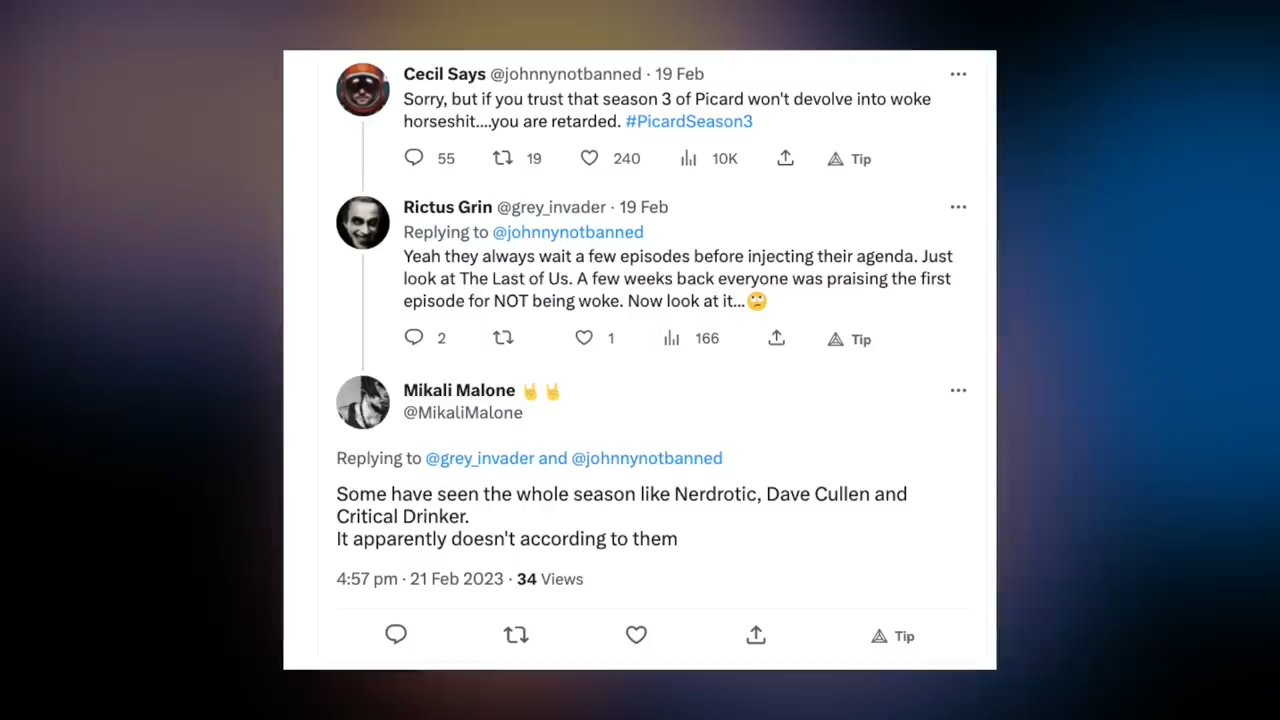 Cecil Says @johnnynotbanned · 19 Feb
Sorry, but if you trust that season 3 of Picard won't devolve into woke
horseshit....you are retarded. #PicardSeason3
55 19 240 10K Tip
Rictus Grin @grey_invader · 19 Feb
Replying to @johnnynotbanned
Yeah they always wait a few episodes before injecting their agenda. Just
look at The Last of Us. A few weeks back everyone was praising the first
episode for NOT being woke. Now look at it...🙄
2 1 166 Tip
Mikali Malone 🤘 🤘
@MikaliMalone
Replying to @grey_invader and @johnnynotbanned
Some have seen the whole season like Nerdrotic, Dave Cullen and
Critical Drinker.
It apparently doesn't according to them
4:57 pm · 21 Feb 2023 · 34 Views
Tip